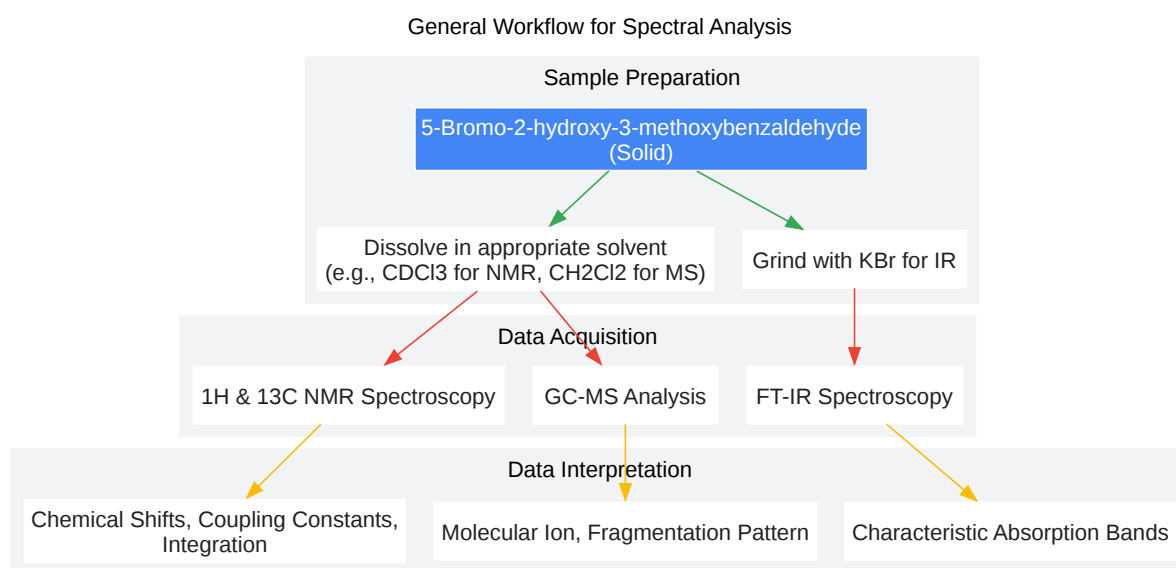 General Workflow for Spectral Analysis
Sample Preparation
5-Bromo-2-hydroxy-3-methoxybenzaldehyde
(Solid)
Dissolve in appropriate solvent
(e.g., CDCl3 for NMR, CH2Cl2 for MS)
Grind with KBr for IR
Data Acquisition
1H & 13C NMR Spectroscopy
GC-MS Analysis
FT-IR Spectroscopy
Data Interpretation
Chemical Shifts, Coupling Constants,
Integration
Molecular Ion, Fragmentation Pattern
Characteristic Absorption Bands